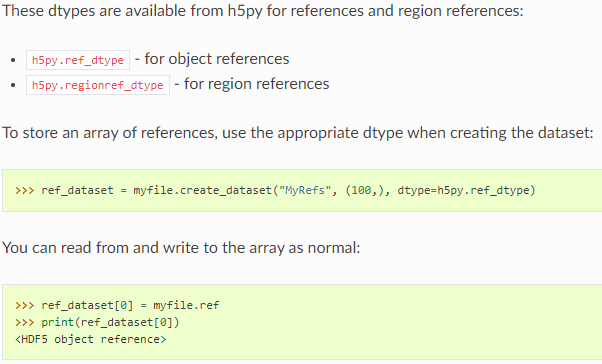 These dtypes are available from h5py for references and region references:
• h5py.ref_dtype - for object references
• h5py.regionref_dtype - for region references
To store an array of references, use the appropriate dtype when creating the dataset:
>>> ref_dataset = myfile.create_dataset("MyRefs", (100,), dtype=h5py.ref_dtype)
You can read from and write to the array as normal:
>>> ref_dataset[0] = myfile.ref
>>> print(ref_dataset[0])
<HDF5 object reference>